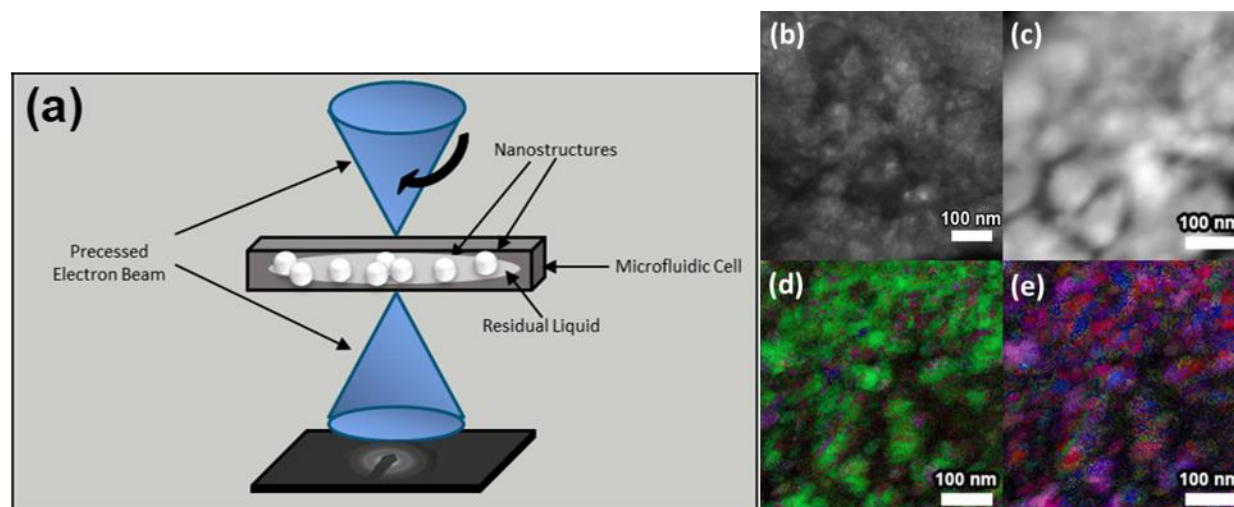 (a)
Nanostructures
Precessed
Electron Beam
Microfluidic Cell
Residual Liquid
(b)
100 nm
(c)
100 nm
(d)
100 nm
(e)
100 nm